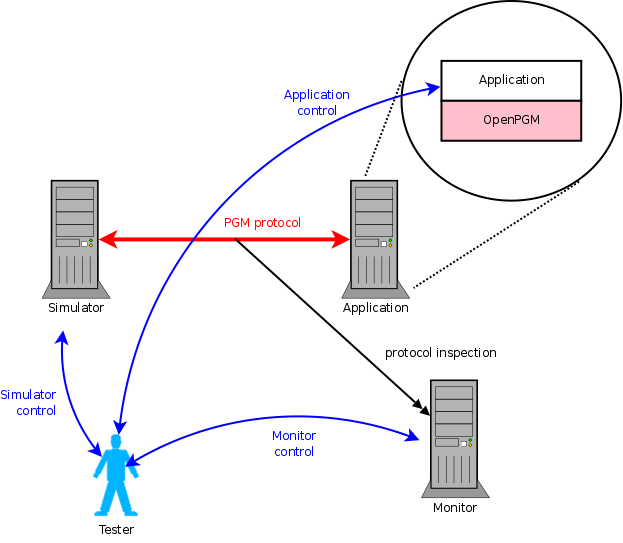 Application
OpenPGM
Application
control
PGM protocol
Simulator
Application
protocol inspection
Simulator
control
Monitor
control
Monitor
Tester